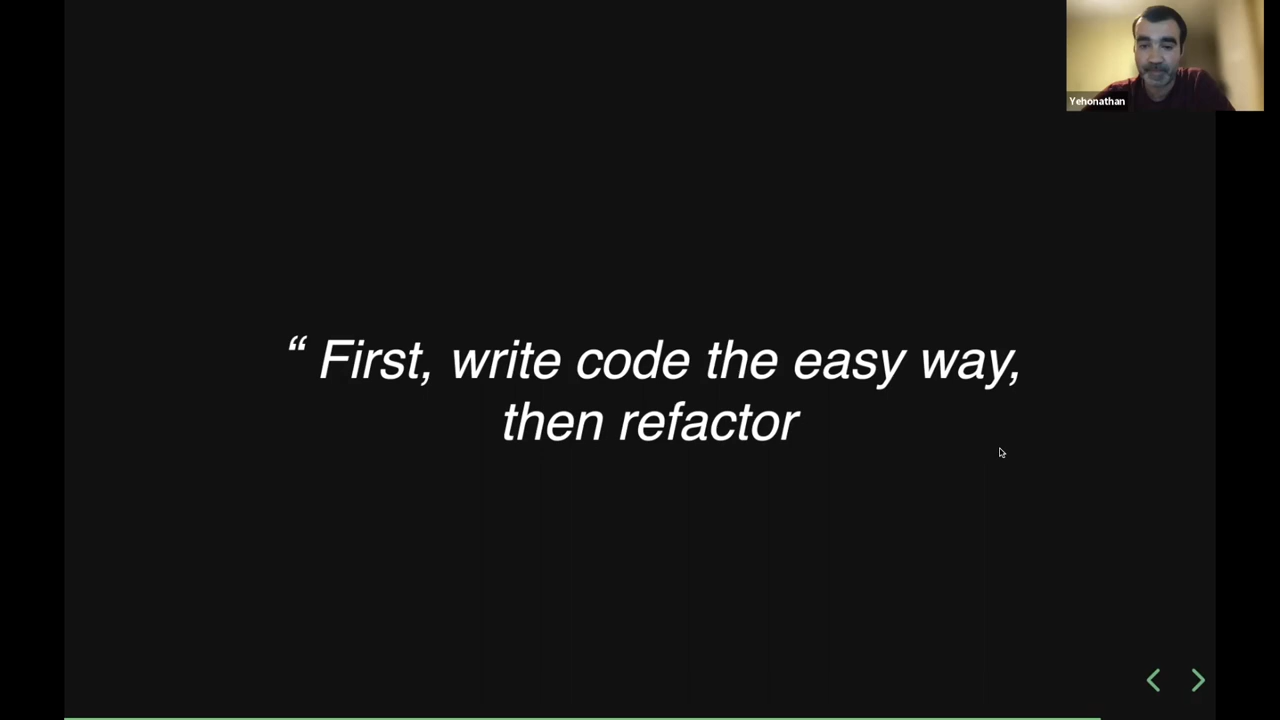 Yehonathan
“ First, write code the easy way,
then refactor